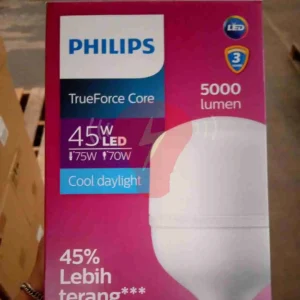 PHILIPS
LED
3
TrueForce Core
5000
lumen
45W
LED
75W 70W
Cool daylight
45%
Lebih
terang***